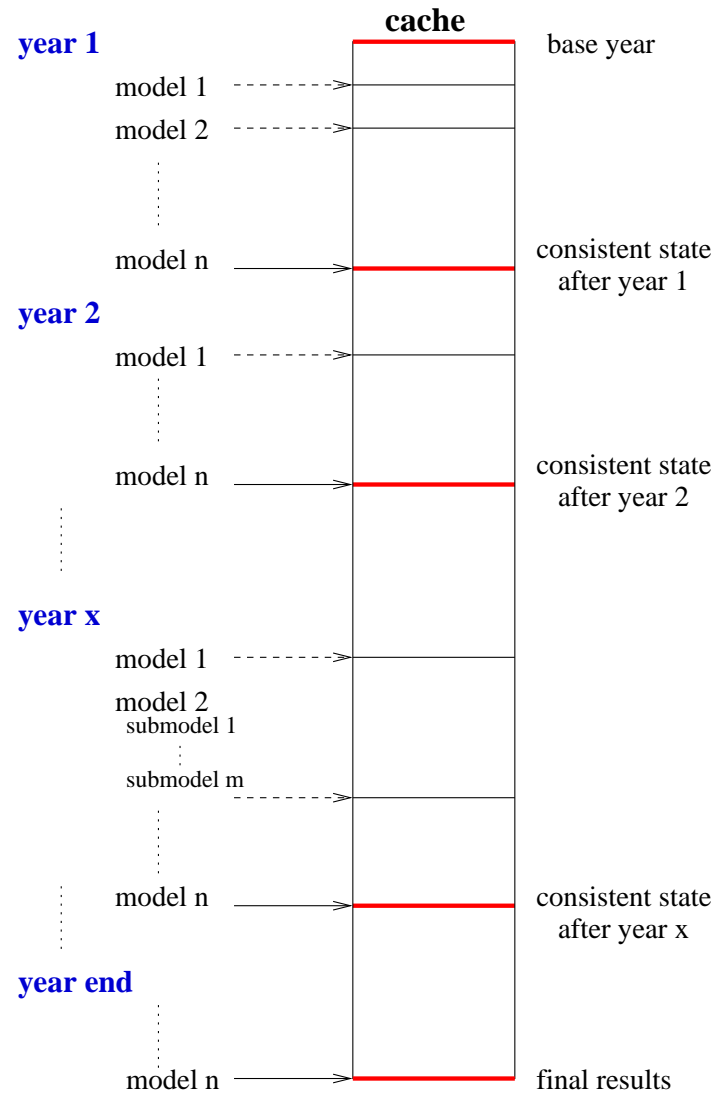 cache
year 1
base year
model 1
model 2
model n
consistent state
after year 1
year 2
model 1
model n
consistent state
after year 2
year x
model 1
model 2
submodel 1
submodel m
model n
consistent state
after year x
year end
model n
final results